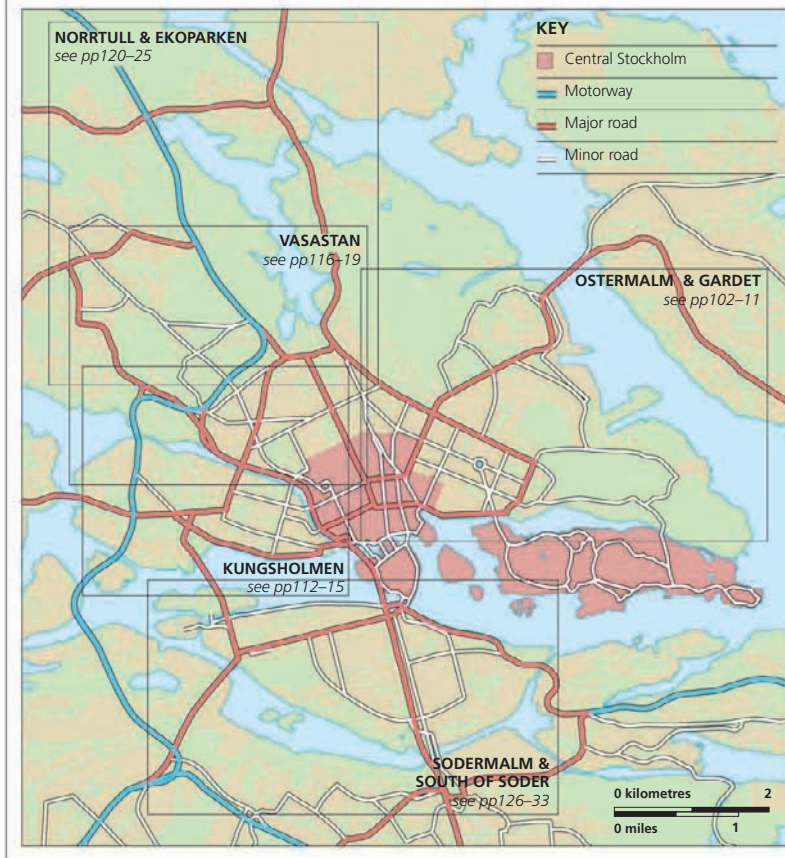 NORRTULL & EKOPARKEN
see pp120–25
KEY
Central Stockholm
Motorway
Major road
Minor road
VASASTAN
see pp116–19
OSTERMALM & GARDET
see pp102–11
KUNGSHOLMEN
see pp112–15
SODERMALM &
SOUTH OF SODER
see pp126–33
0 kilometres 2
0 miles 1